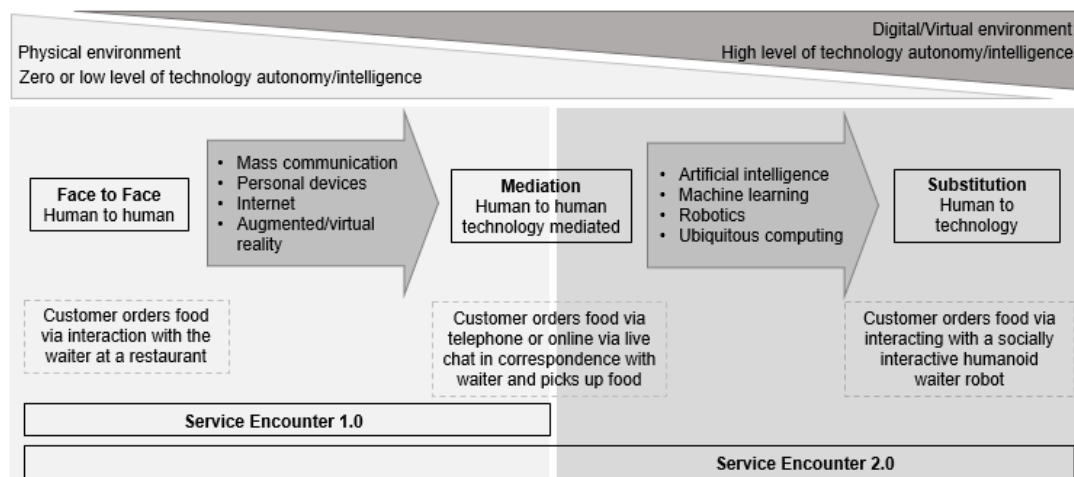 Digital/Virtual environment
High level of technology autonomy/intelligence
Physical environment
Zero or low level of technology autonomy/intelligence
Face to Face
Human to human
• Mass communication
• Personal devices
• Internet
• Augmented/virtual
reality
Mediation
Human to human
technology mediated
• Artificial intelligence
• Machine learning
• Robotics
• Ubiquitous computing
Substitution
Human to
technology
Customer orders food
via interaction with the
waiter at a restaurant
Customer orders food via
telephone or online via live
chat in correspondence with
waiter and picks up food
Customer orders food via
interacting with a socially
interactive humanoid
waiter robot
Service Encounter 1.0
Service Encounter 2.0